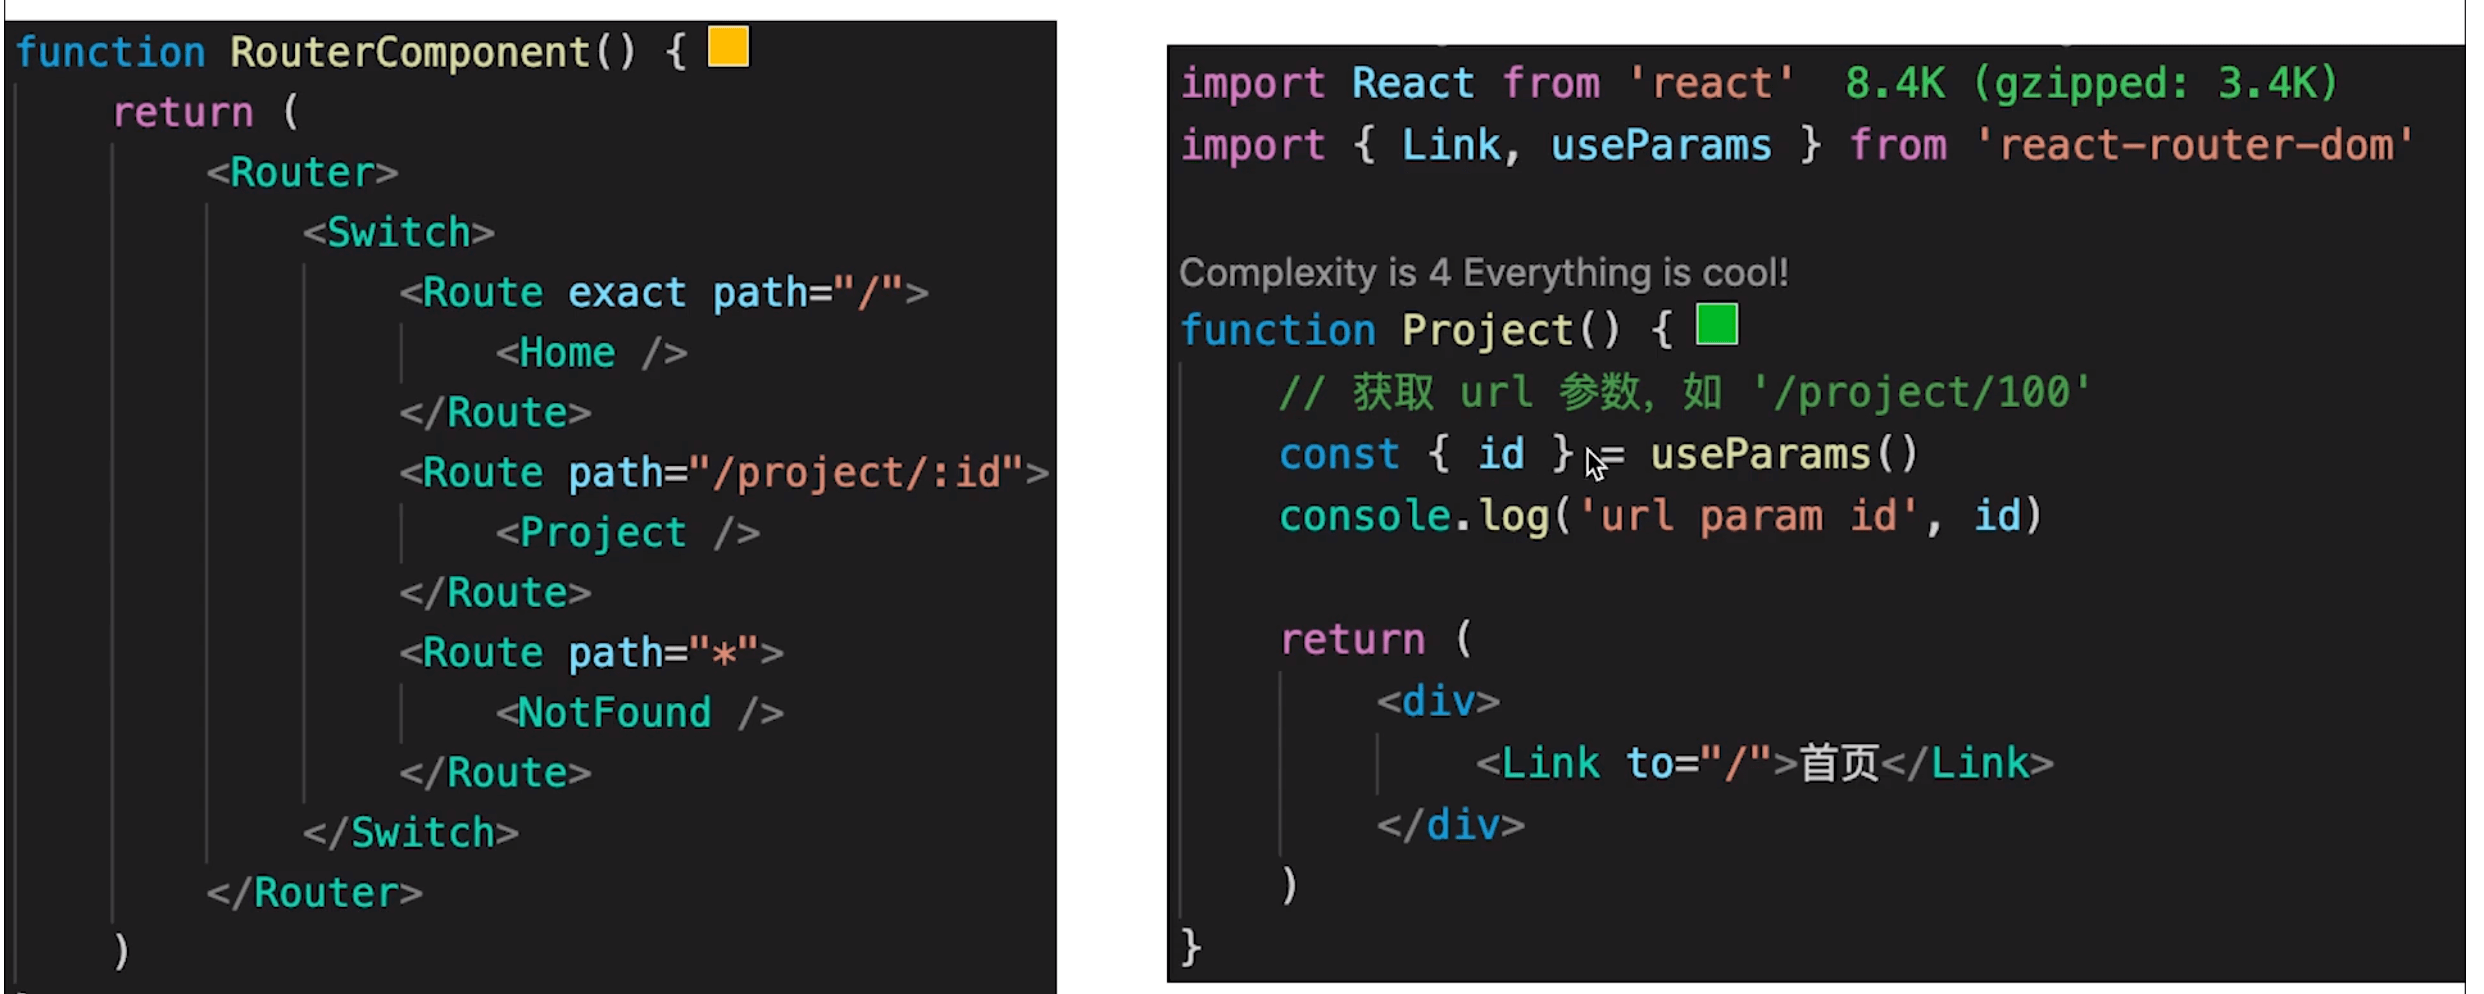 function RouterComponent() {
return (
<Router>
<Switch>
<Route exact path="/">
<Home />
</Route>
<Route path="/project/:id">
<Project />
</Route>
<Route path="*">
<NotFound />
</Route>
</Switch>
</Router>
)
import React from 'react' 8.4K (gzipped: 3.4K)
import { Link, useParams } from 'react-router-dom'
Complexity is 4 Everything is cool!
function Project() {
// 获取 url 参数，如 '/project/100'
const { id } = useParams()
console.log('url param id', id)
return (
<div>
<Link to="/">首页</Link>
</div>
)
}